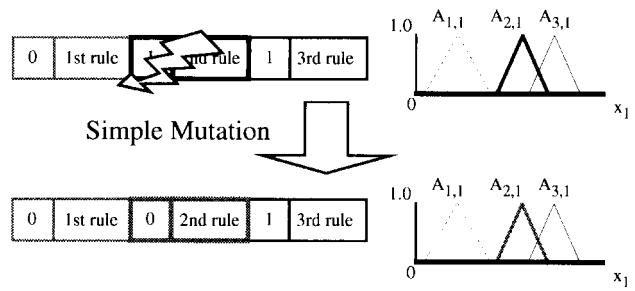 0 1st rule 1 2nd rule 1 3rd rule
1.0 A1,1 A2,1 A3,1
0 x1
Simple Mutation
0 1st rule 0 2nd rule 1 3rd rule
1.0 A1,1 A2,1 A3,1
0 x1